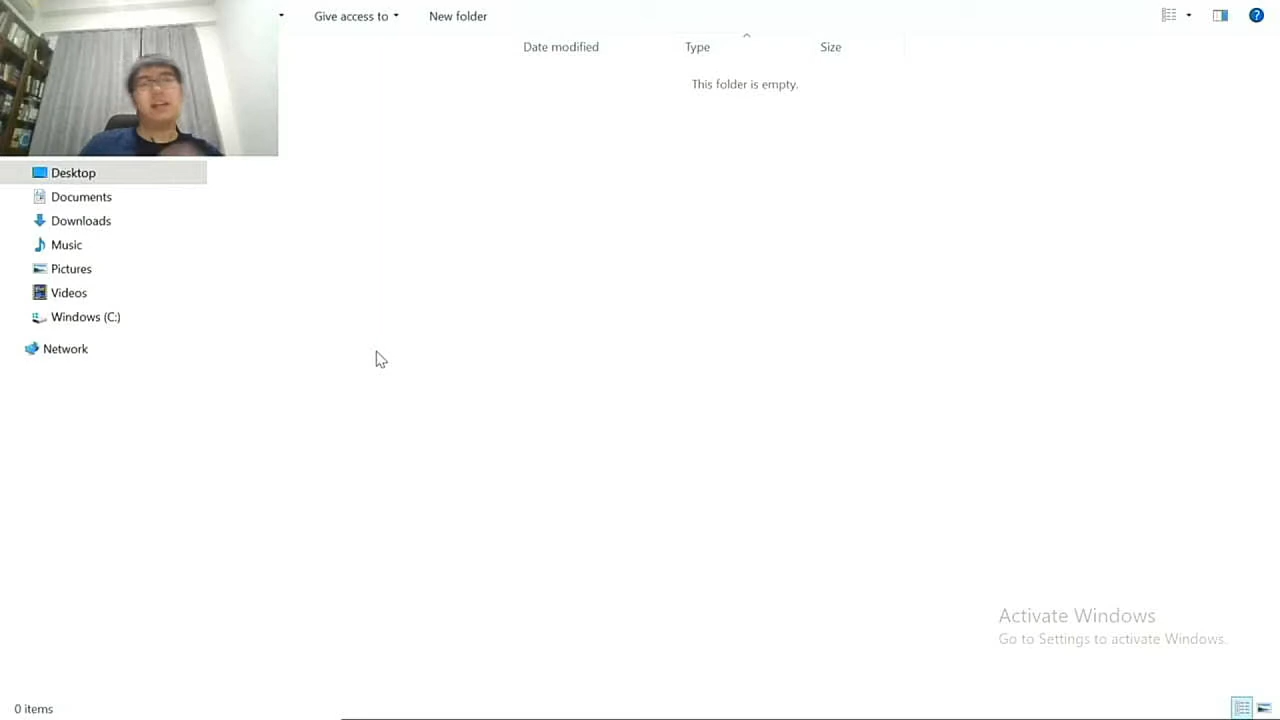 Give access to
New folder
Date modified
Type
Size
This folder is empty.
Desktop
Documents
Downloads
Music
Pictures
Videos
Windows (C:)
Network
Activate Windows
Go to Settings to activate Windows.
0 items